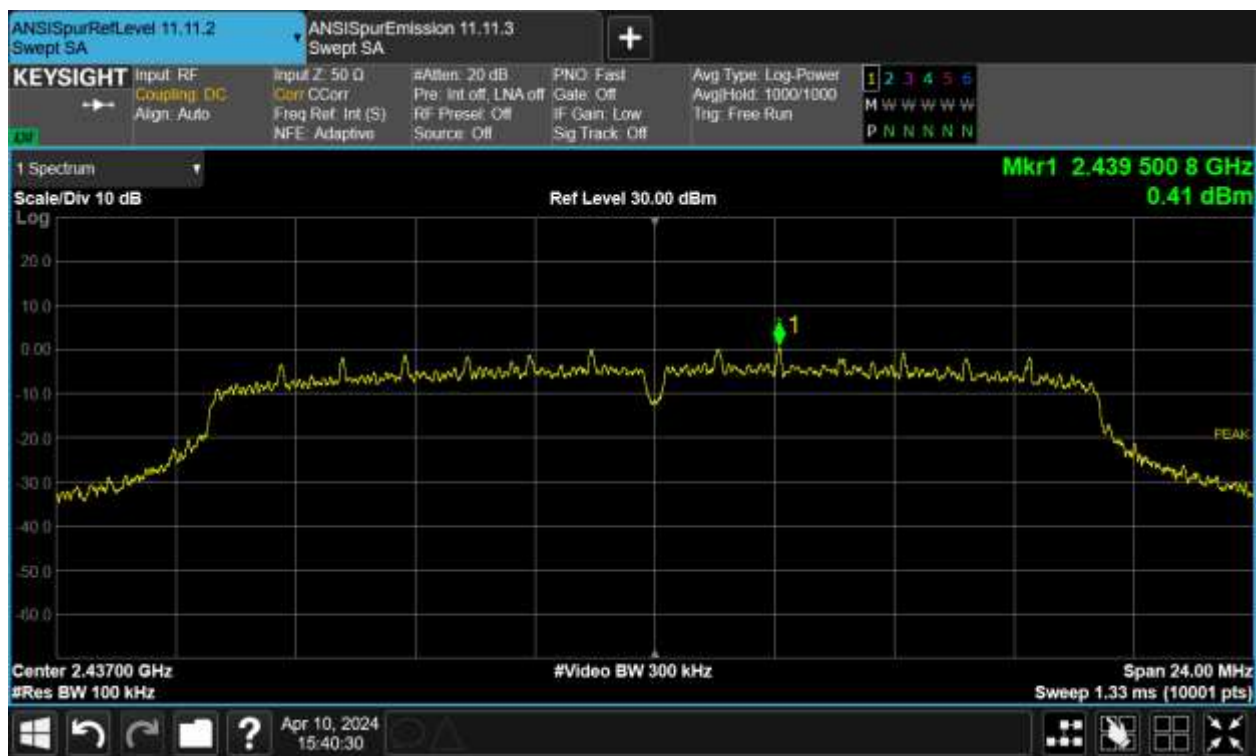 ANSISpurRefLevel 11.11.2
Swept SA
ANSISpurEmission 11.11.3
Swept SA
KEYSIGHT
Input: RF
Coupling: DC
Align: Auto
Input Z: 50 Ω
Corr CCorr
Freq Ref: Int (S)
NFE: Adaptive
#Atten: 20 dB
Pre: Int off, LNA off
RF Presel: Off
Source: Off
PNO: Fast
Gate: Off
IF Gain: Low
Sig Track: Off
Avg Type: Log-Power
Avg|Hold: 1000/1000
Trig: Free Run
1 2 3 4 5 6
M W W W W W W
P N N N N N N
1 Spectrum
Mkr1 2.439 500 8 GHz
Scale/Div 10 dB
Ref Level 30.00 dBm
0.41 dBm
Log
20.0
10.0
0.00
-10.0
-20.0
-30.0
-40.0
-50.0
-60.0
1
PEAK
Center 2.43700 GHz
#Video BW 300 kHz
Span 24.00 MHz
#Res BW 100 kHz
Sweep 1.33 ms (10001 pts)
?
Apr 10, 2024
15:40:30